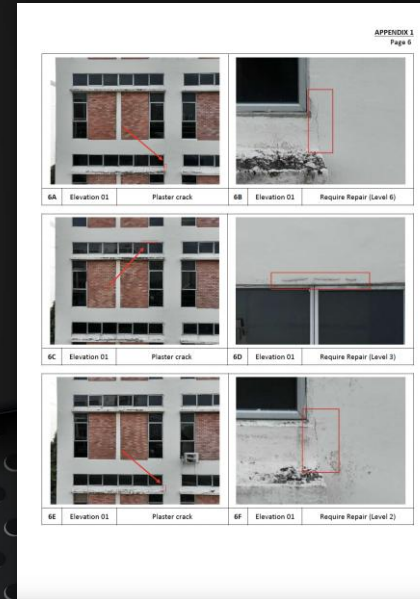 APPENDIX 1
Page 6
6A Elevation 01 Plaster crack 6B Elevation 01 Require Repair (Level 6)
6C Elevation 01 Plaster crack 6D Elevation 01 Require Repair (Level 3)
6E Elevation 01 Plaster crack 6F Elevation 01 Require Repair (Level 2)